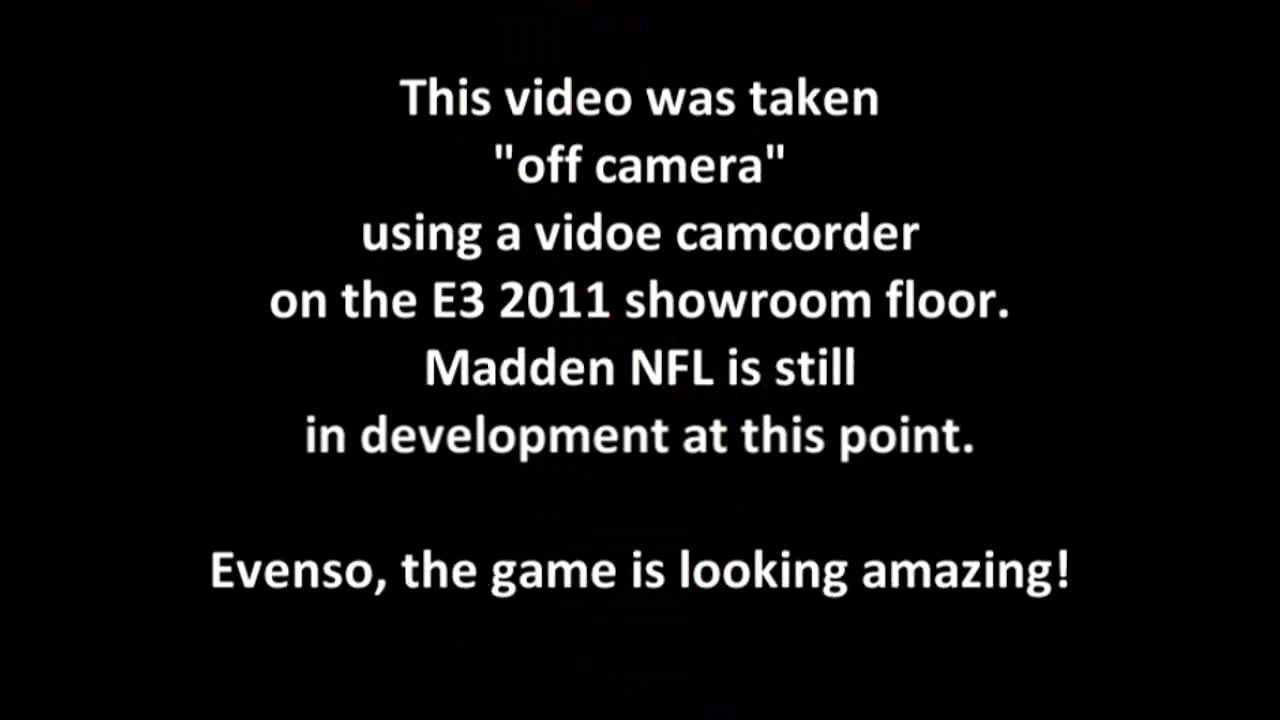 This video was taken
"off camera"
using a vidoe camcorder
on the E3 2011 showroom floor.
Madden NFL is still
in development at this point.
Evenso, the game is looking amazing!